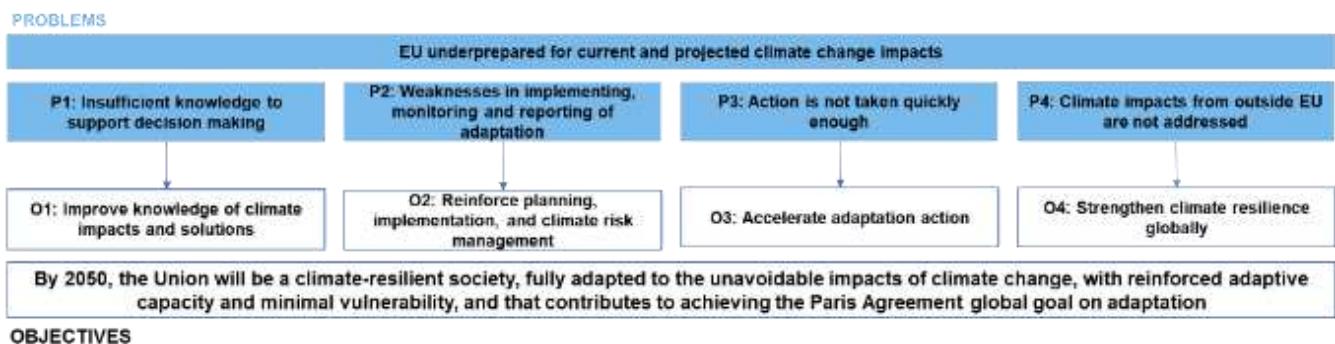 PROBLEMS
EU underprepared for current and projected climate change impacts
P1: Insufficient knowledge to
support decision making
P2: Weaknesses in implementing,
monitoring and reporting of
adaptation
P3: Action is not taken quickly
enough
P4: Climate impacts from outside EU
are not addressed
O1: Improve knowledge of climate
impacts and solutions
O2: Reinforce planning,
implementation, and climate risk
management
O3: Accelerate adaptation action
O4: Strengthen climate resilience
globally
By 2050, the Union will be a climate-resilient society, fully adapted to the unavoidable impacts of climate change, with reinforced adaptive
capacity and minimal vulnerability, and that contributes to achieving the Paris Agreement global goal on adaptation
OBJECTIVES